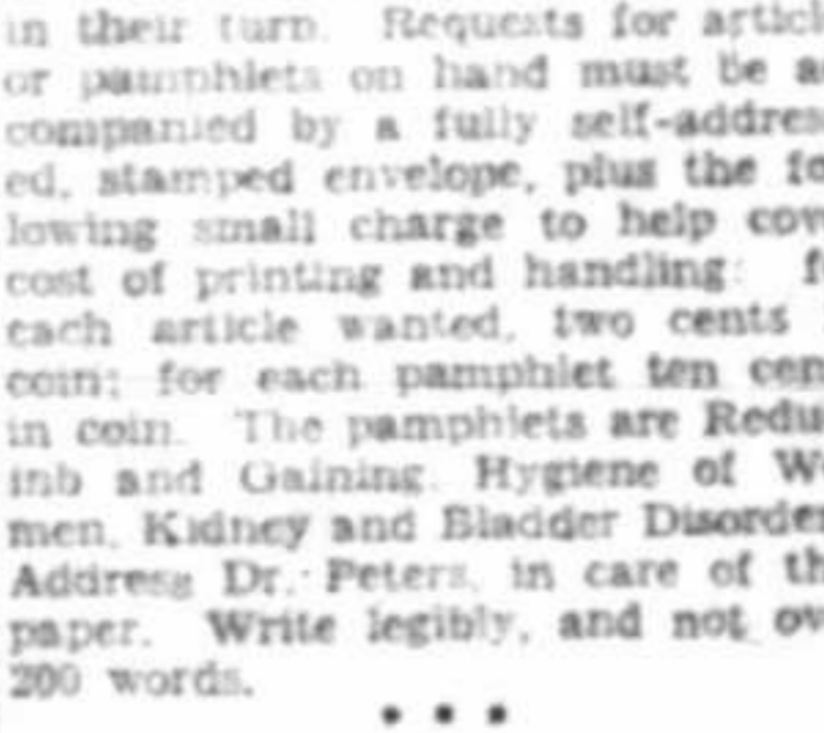 in their turn. Requests for articl
or pamphlets on hand must be a
companied by a fully self-addres
ed, stamped envelope, plus the fo
lowing small charge to help cov
cost of printing and handling: f
each article wanted, two cents
coin; for each pamphlet ten cen
in coin. The pamphlets are Redu
inb and Gaining, Hygiene of W
men, Kidney and Bladder Disorder
Address Dr. Peters, in care of th
paper. Write legibly, and not ov
200 words.
• • •